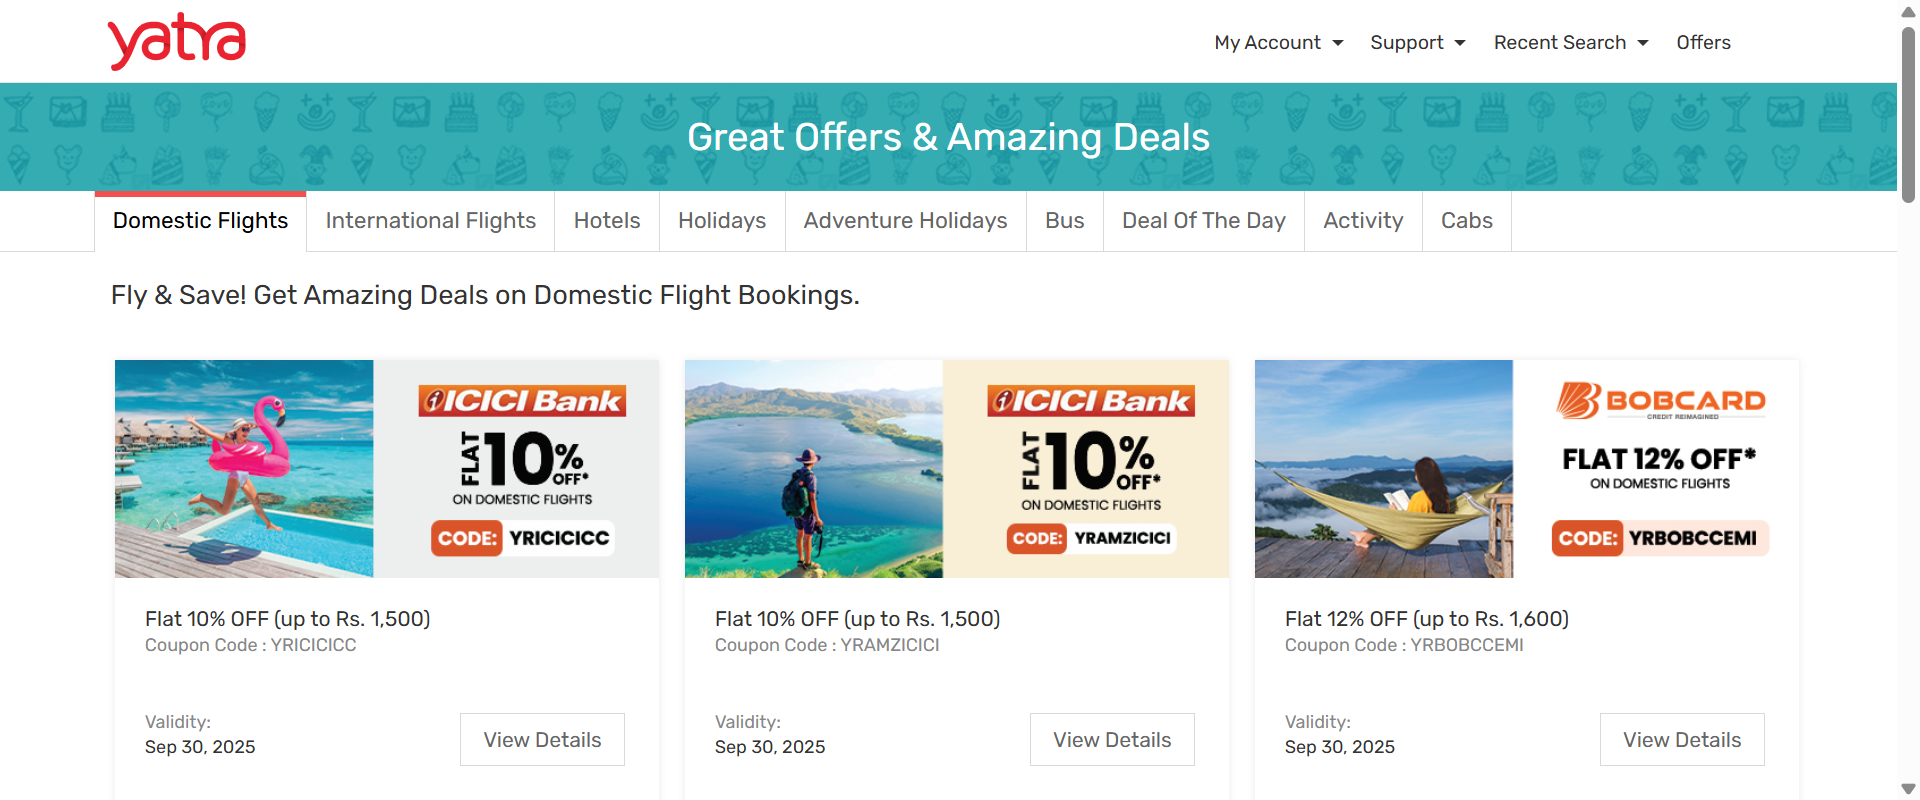 yatra
My Account
Support
Recent Search
Offers
Great Offers & Amazing Deals
Domestic Flights
International Flights
Hotels
Holidays
Adventure Holidays
Bus
Deal Of The Day
Activity
Cabs
Fly & Save! Get Amazing Deals on Domestic Flight Bookings.
ICICI Bank
FLAT 10% OFF*
ON DOMESTIC FLIGHTS
CODE: YRICICICC
Flat 10% OFF (up to Rs. 1,500)
Coupon Code : YRICICICC
Validity:
Sep 30, 2025
View Details
ICICI Bank
FLAT 10% OFF*
ON DOMESTIC FLIGHTS
CODE: YRAMZICICI
Flat 10% OFF (up to Rs. 1,500)
Coupon Code : YRAMZICICI
Validity:
Sep 30, 2025
View Details
BOBCARD
CREDIT REIMAGINED
FLAT 12% OFF*
ON DOMESTIC FLIGHTS
CODE: YRBOBCCEMI
Flat 12% OFF (up to Rs. 1,600)
Coupon Code : YRBOBCCEMI
Validity:
Sep 30, 2025
View Details